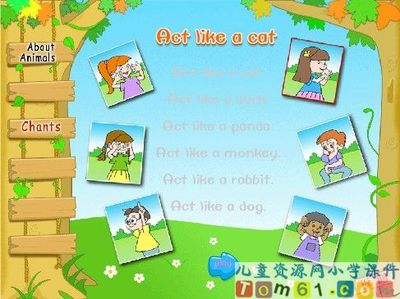 Act like a cat
About
Animals
Chants
Act like a cat.
Act like a duck.
Act like a panda.
Act like a monkey.
Act like a rabbit.
Act like a dog.
儿童资源网小学课件
Tom61.com